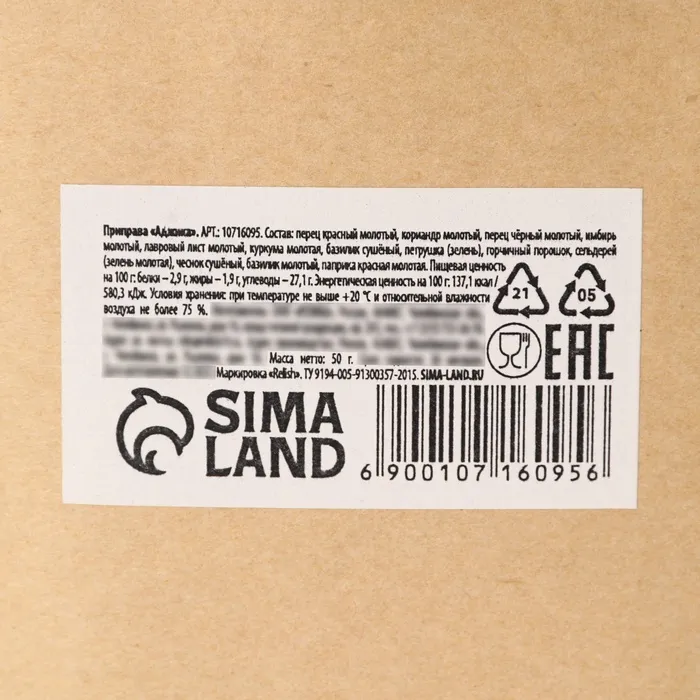 Приправа «Аджика». АРТ.: 10716095. Состав: перец красный молотый, кориандр молотый, перец чёрный молотый, имбирь
молотый, лавровый лист молотый, куркума молотая, базилик сушёный, петрушка (зелень), горчичный порошок, сельдерей
(зелень молотая), чеснок сушёный, базилик молотый, паприка красная молотая. Пищевая ценность
на 100 г: белки – 2,9 г, жиры – 1,9 г, углеводы – 27,1 г. Энергетическая ценность на 100 г: 137,1 ккал /
580,3 кДж. Условия хранения: при температуре не выше +20 °C и относительной влажности
воздуха не более 75 %.
21
05
Масса нетто: 50 г.
Маркировка «Relish». ТУ 9194-005-91300357-2015. SIMA-LAND.RU
EAC
SIMA
LAND
6 900107 160956